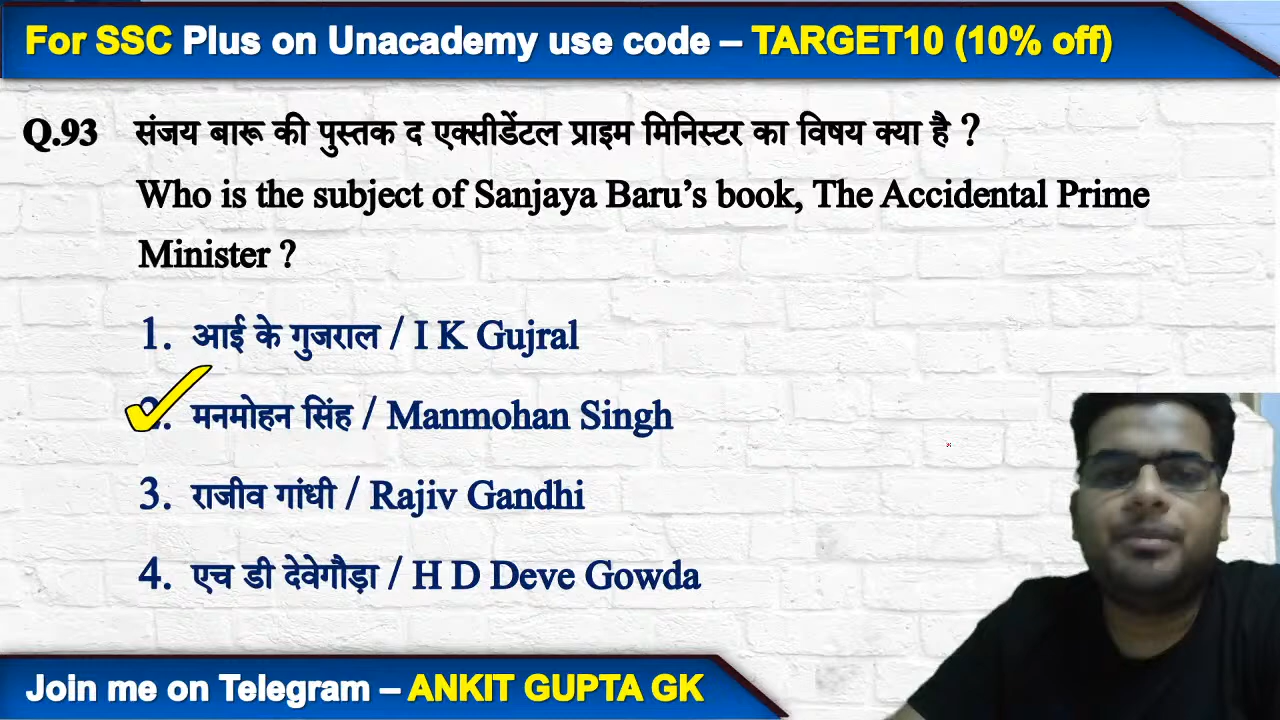 For SSC Plus on Unacademy use code – TARGET10 (10% off)
Q.93 संजय बारू की पुस्तक द एक्सीडेंटल प्राइम मिनिस्टर का विषय क्या है ?
Who is the subject of Sanjaya Baru’s book, The Accidental Prime
Minister ?
1. आई के गुजराल / I K Gujral
2. मनमोहन सिंह / Manmohan Singh
3. राजीव गांधी / Rajiv Gandhi
4. एच डी देवेगौड़ा / H D Deve Gowda
Join me on Telegram – ANKIT GUPTA GK